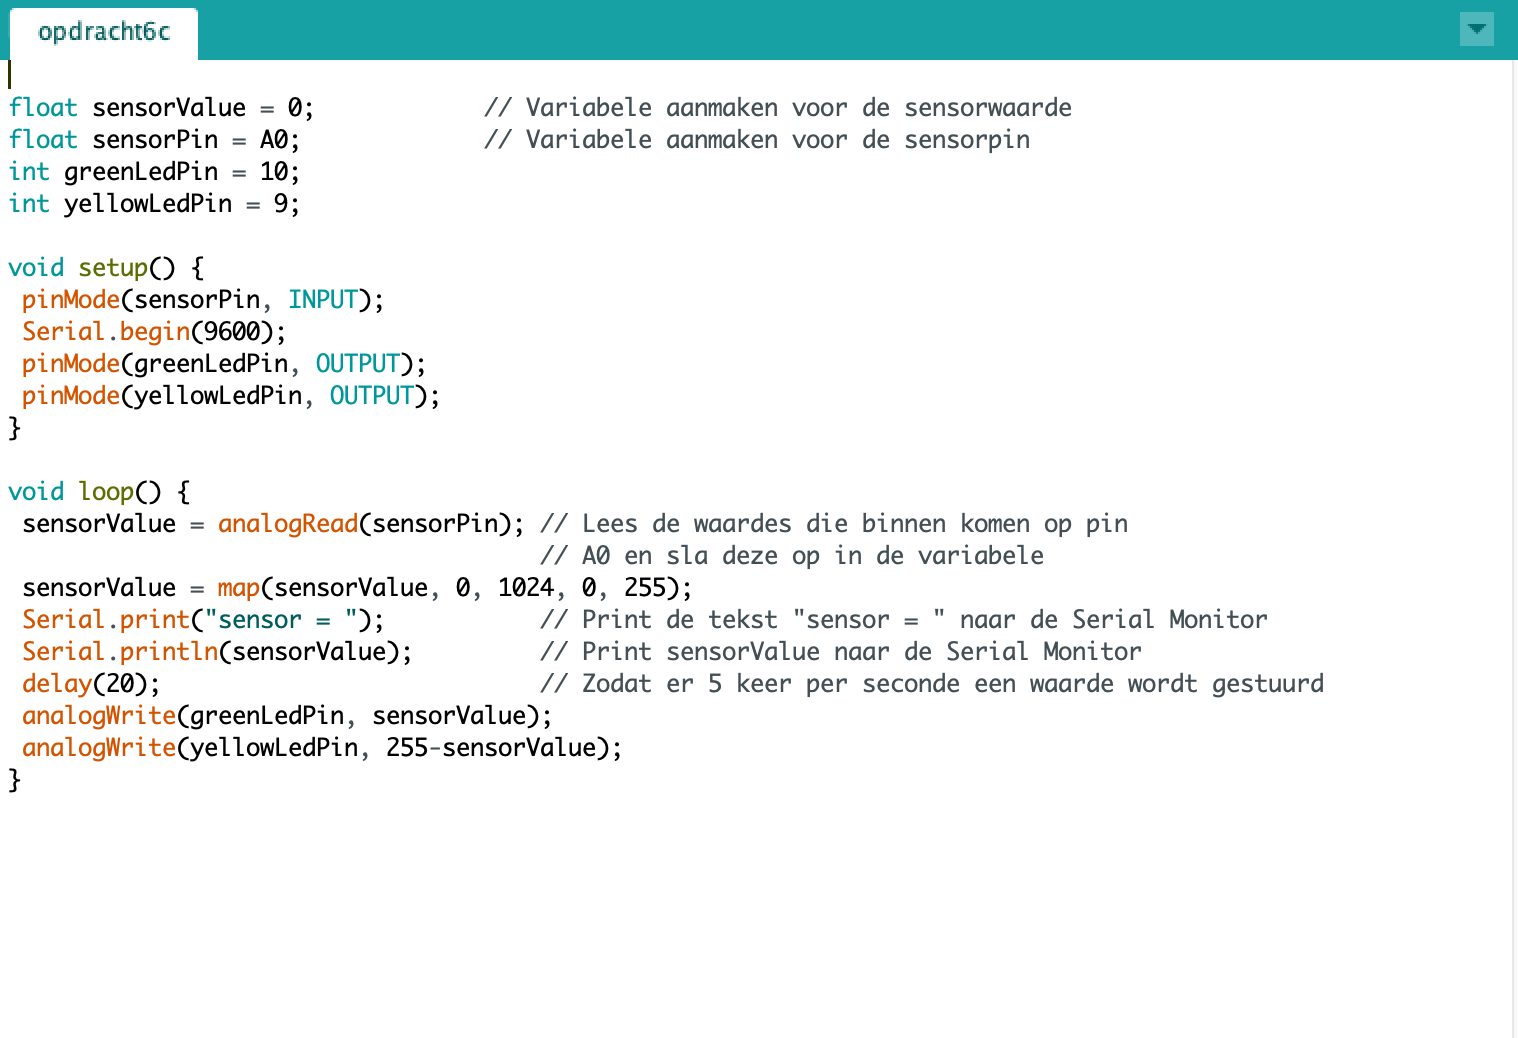 opdracht6c
float sensorValue = 0;            // Variabele aanmaken voor de sensorwaarde
float sensorPin = A0;             // Variabele aanmaken voor de sensorpin
int greenLedPin = 10;
int yellowLedPin = 9;
void setup() {
 pinMode(sensorPin, INPUT);
 Serial.begin(9600);
 pinMode(greenLedPin, OUTPUT);
 pinMode(yellowLedPin, OUTPUT);
}
void loop() {
 sensorValue = analogRead(sensorPin); // Lees de waardes die binnen komen op pin
                                      // A0 en sla deze op in de variabele
 sensorValue = map(sensorValue, 0, 1024, 0, 255);
 Serial.print("sensor = ");           // Print de tekst "sensor = " naar de Serial Monitor
 Serial.println(sensorValue);         // Print sensorValue naar de Serial Monitor
 delay(20);                           // Zodat er 5 keer per seconde een waarde wordt gestuurd
 analogWrite(greenLedPin, sensorValue);
 analogWrite(yellowLedPin, 255-sensorValue);
}